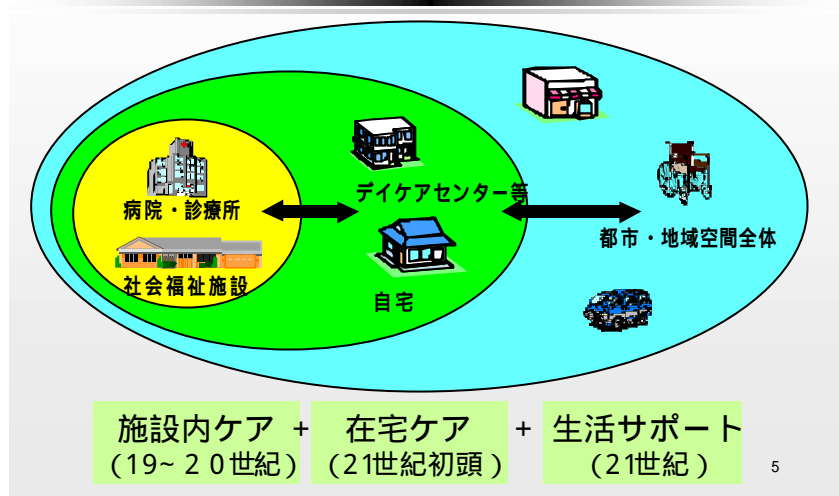 病院・診療所
社会福祉施設
デイケアセンター等
自宅
都市・地域空間全体
施設内ケア + 在宅ケア + 生活サポート
(19~20世紀) (21世紀初頭) (21世紀)
5